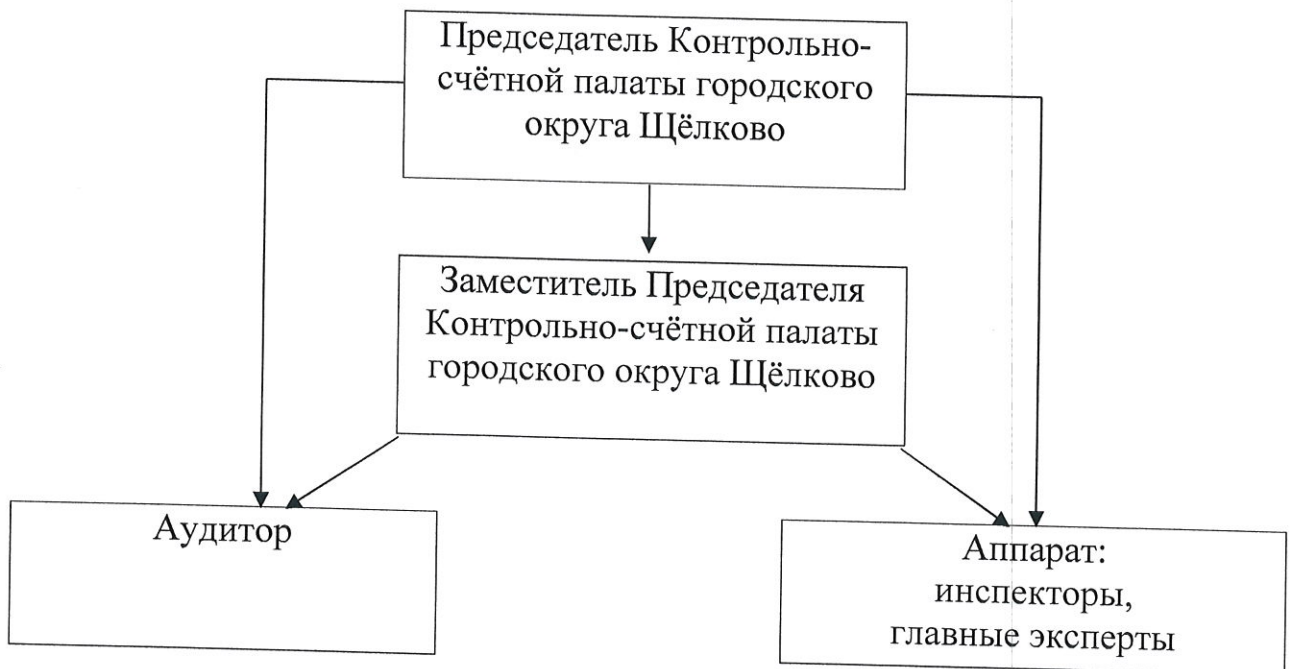 Председатель Контрольно-
счётной палаты городского
округа Щёлково
Заместитель Председателя
Контрольно-счётной палаты
городского округа Щёлково
Аудитор
Аппарат:
инспекторы,
главные эксперты